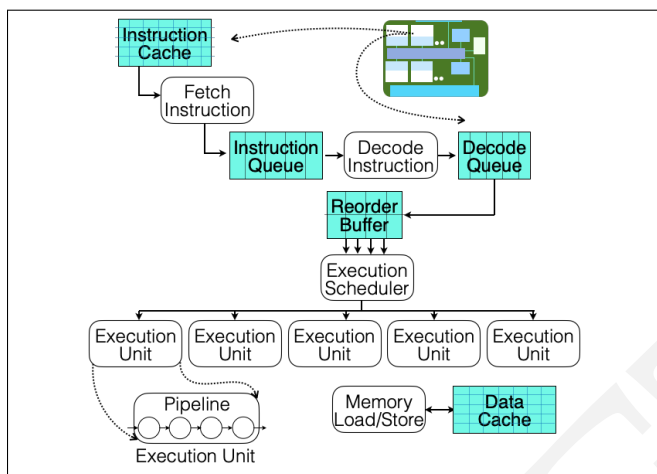 Instruction
Cache
Fetch
Instruction
Instruction
Queue
Decode
Instruction
Decode
Queue
Reorder
Buffer
Execution
Scheduler
Execution
Unit
Execution
Unit
Execution
Unit
Execution
Unit
Execution
Unit
Pipeline
Execution Unit
Memory
Load/Store
Data
Cache